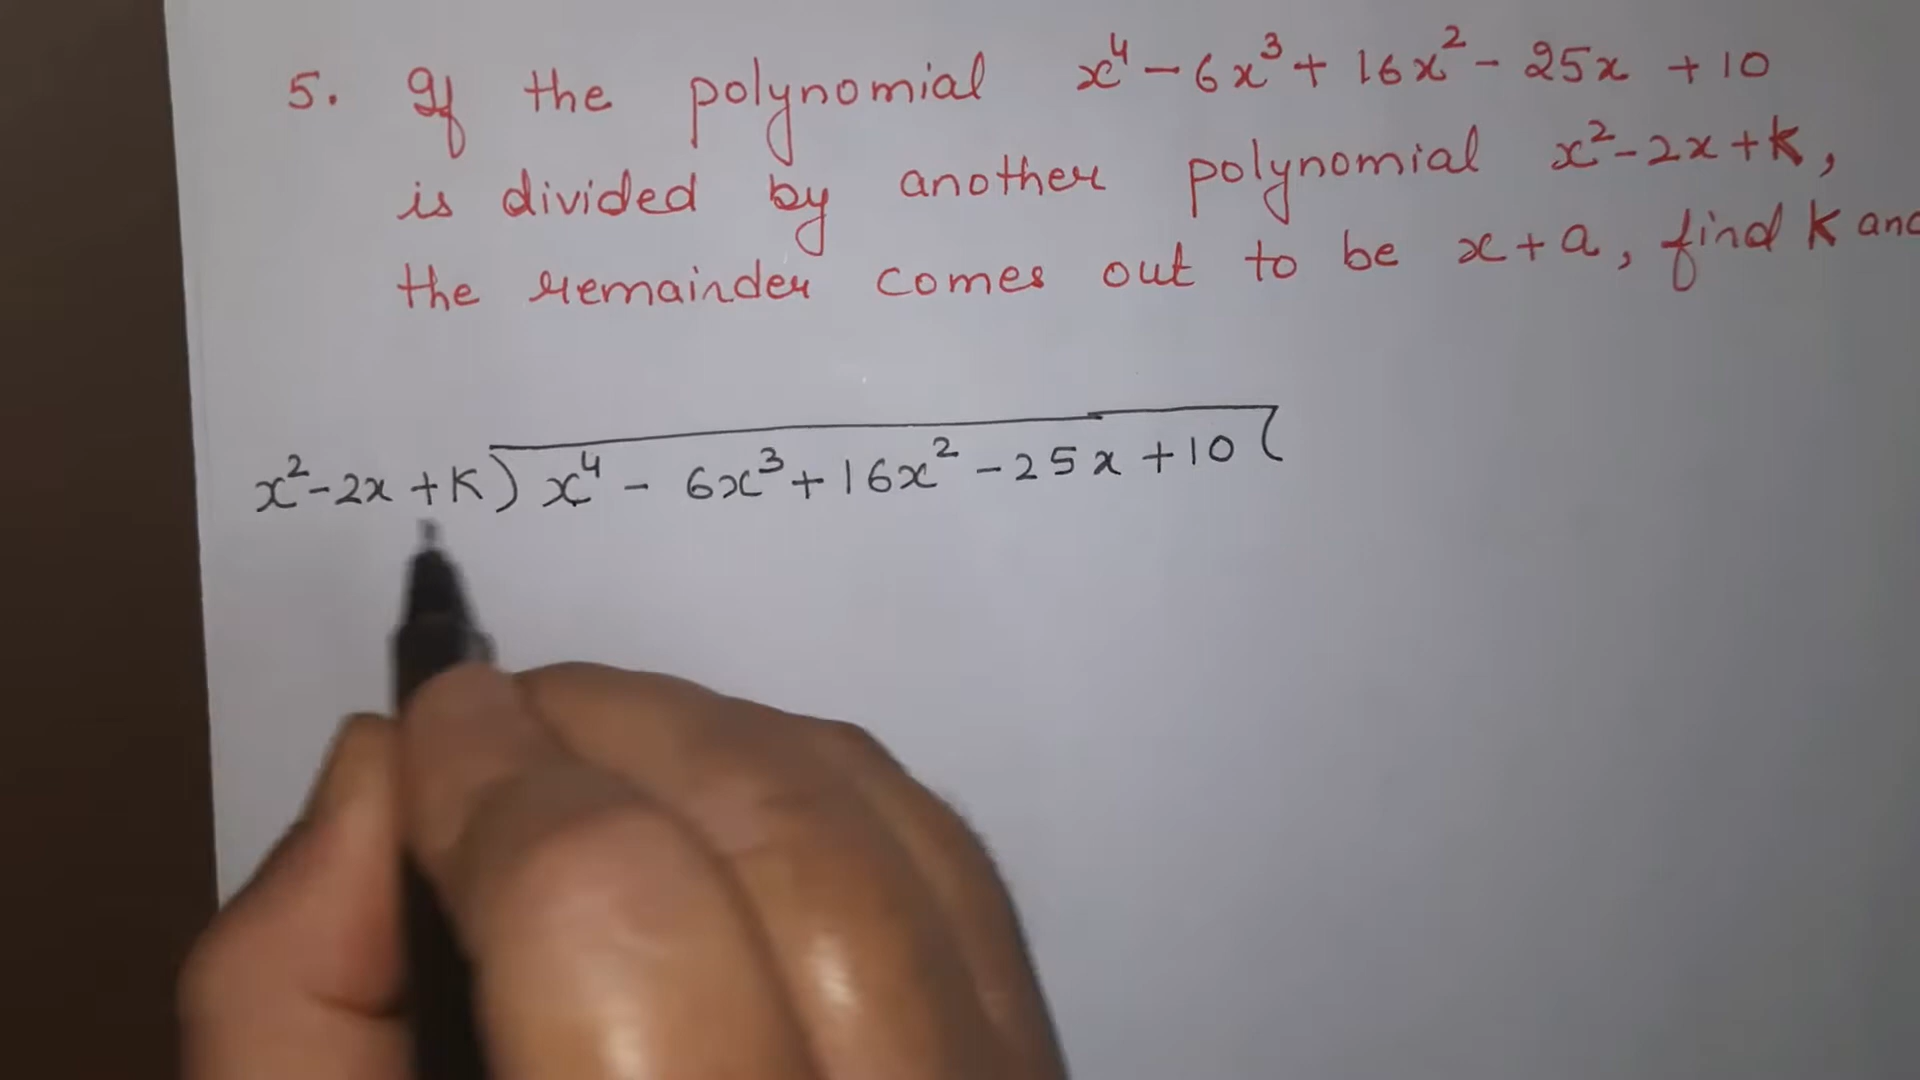 5. If the polynomial x⁴ - 6x³ + 16x² - 25x + 10
is divided by another polynomial x² - 2x + k,
the remainder comes out to be x + a, find k and
x² - 2x + k ) x⁴ - 6x³ + 16x² - 25x + 10 (